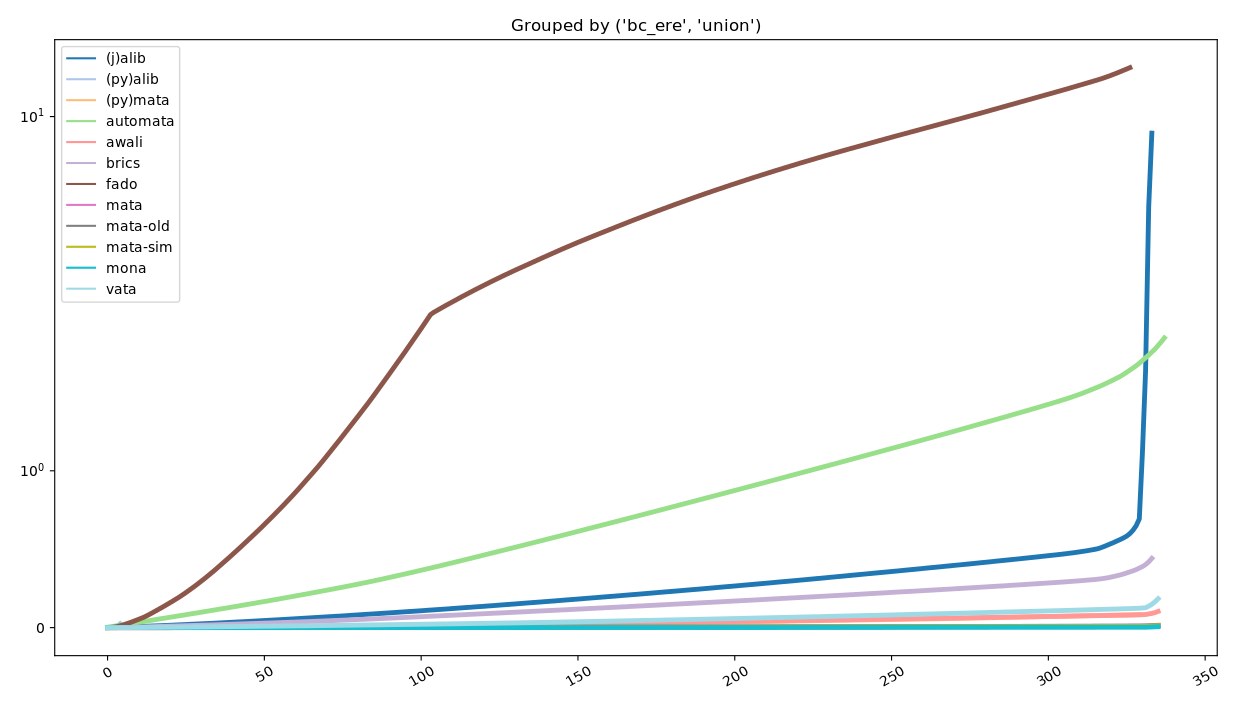 Grouped by ('bc_ere', 'union')
(j)alib
(py)alib
(py)mata
automata
awali
brics
fado
mata
mata-old
mata-sim
mona
vata
10¹
10⁰
0
0
50
100
150
200
250
300
350